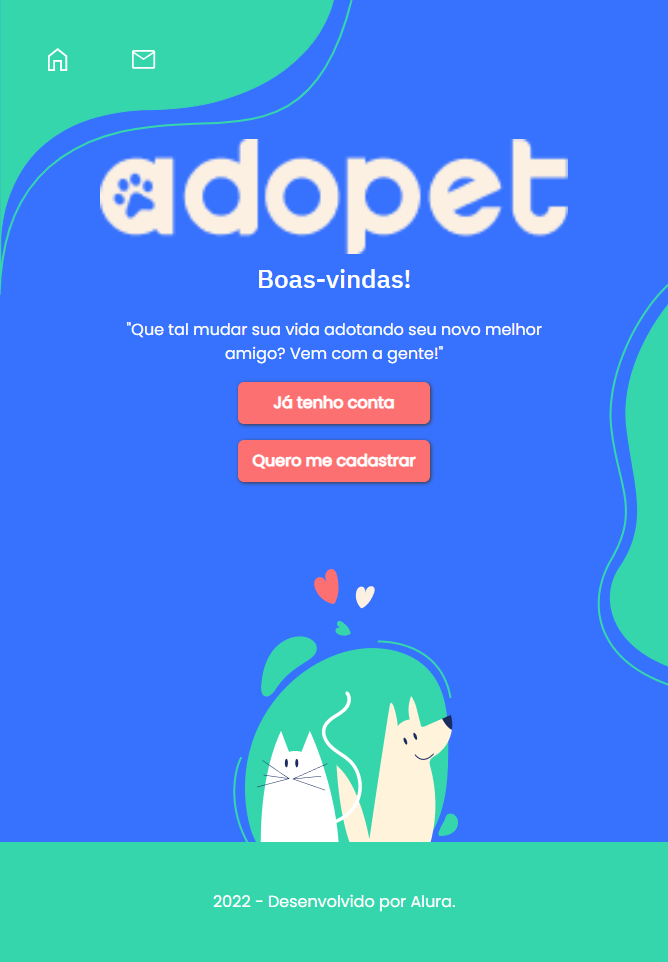 adopet
Boas-vindas!
"Que tal mudar sua vida adotando seu novo melhor
amigo? Vem com a gente!"
Já tenho conta
Quero me cadastrar
2022 - Desenvolvido por Alura.